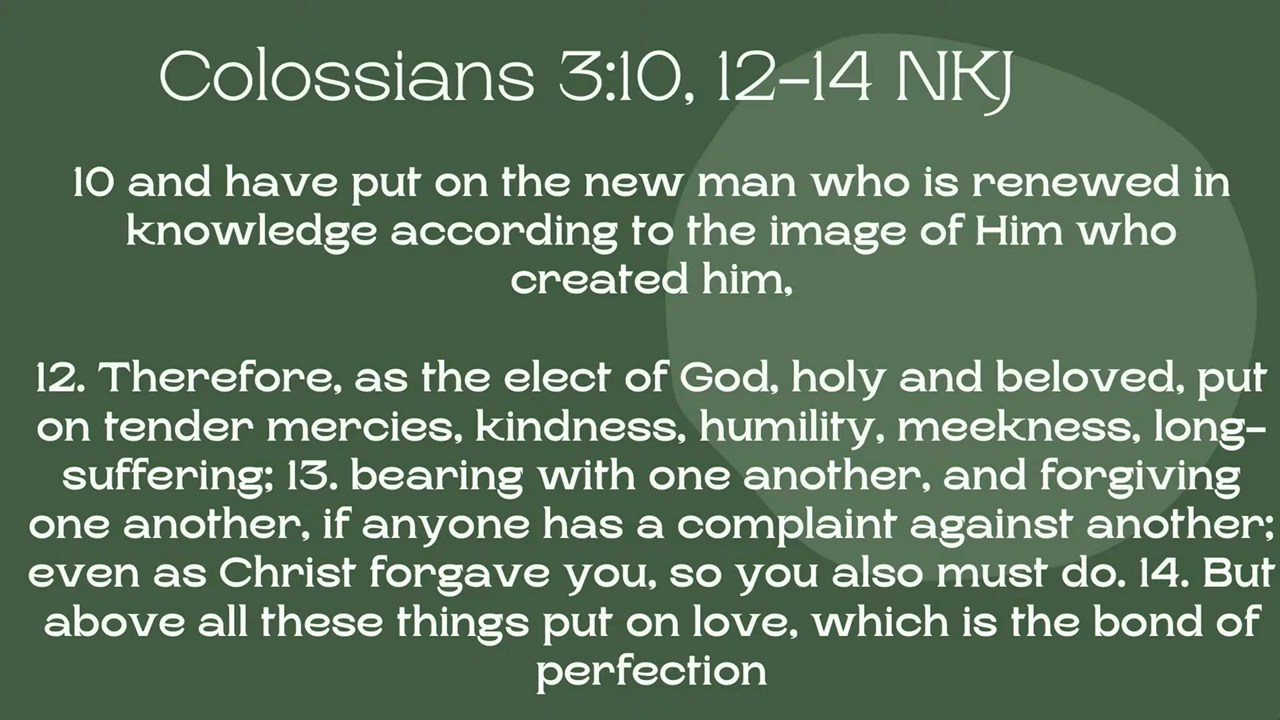 Colossians 3:10, 12-14 NKJ
10 and have put on the new man who is renewed in
knowledge according to the image of Him who
created him,
12. Therefore, as the elect of God, holy and beloved, put
on tender mercies, kindness, humility, meekness, long-
suffering; 13. bearing with one another, and forgiving
one another, if anyone has a complaint against another;
even as Christ forgave you, so you also must do. 14. But
above all these things put on love, which is the bond of
perfection